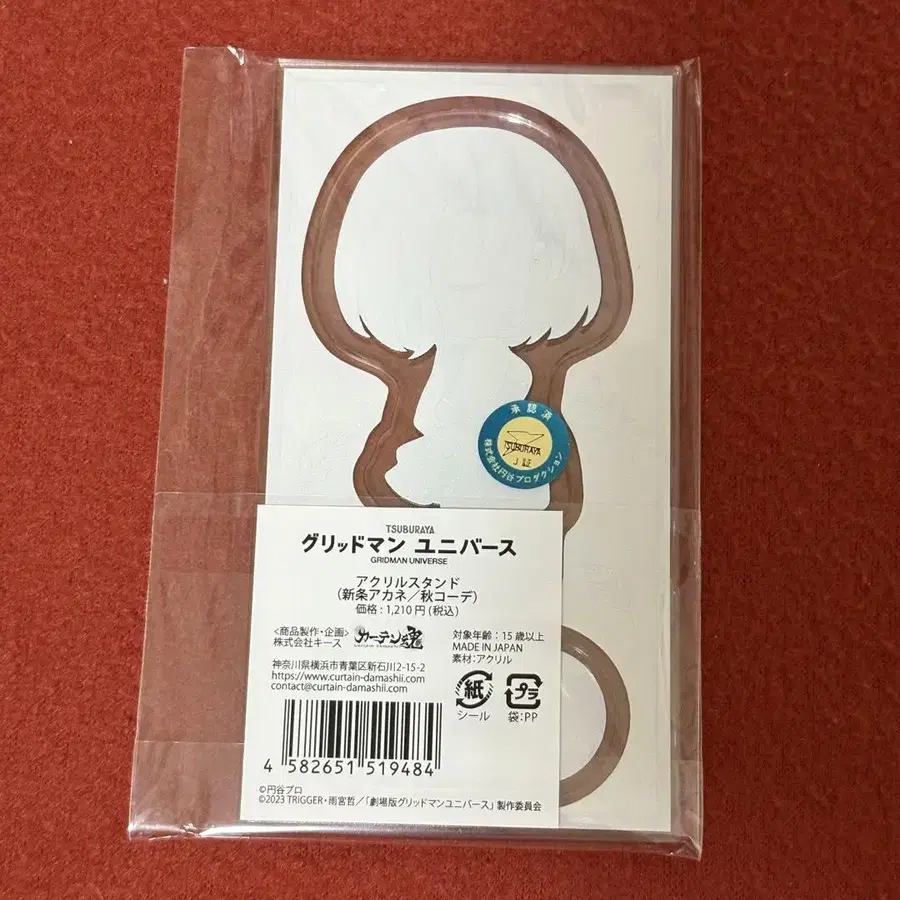 承認済
TSUBURAYA
J証
株式会社円谷プロダクション
TSUBURAYA
グリッドマン ユニバース
GRIDMAN UNIVERSE
アクリルスタンド
(新条アカネ/秋コーデ)
価格:1,210円(税込)
<商品製作・企画>
株式会社キース
カーテン魂
CURTAIN DAMASHII
神奈川県横浜市青葉区新石川2-15-2
https://www.curtain-damashii.com
contact@curtain-damashii.com
対象年齢:15歳以上
MADE IN JAPAN
素材:アクリル
紙
シール
プラ
袋:PP
4 582651 519484
©円谷プロ
©2023 TRIGGER・雨宮哲/「劇場版グリッドマンユニバース」製作委員会